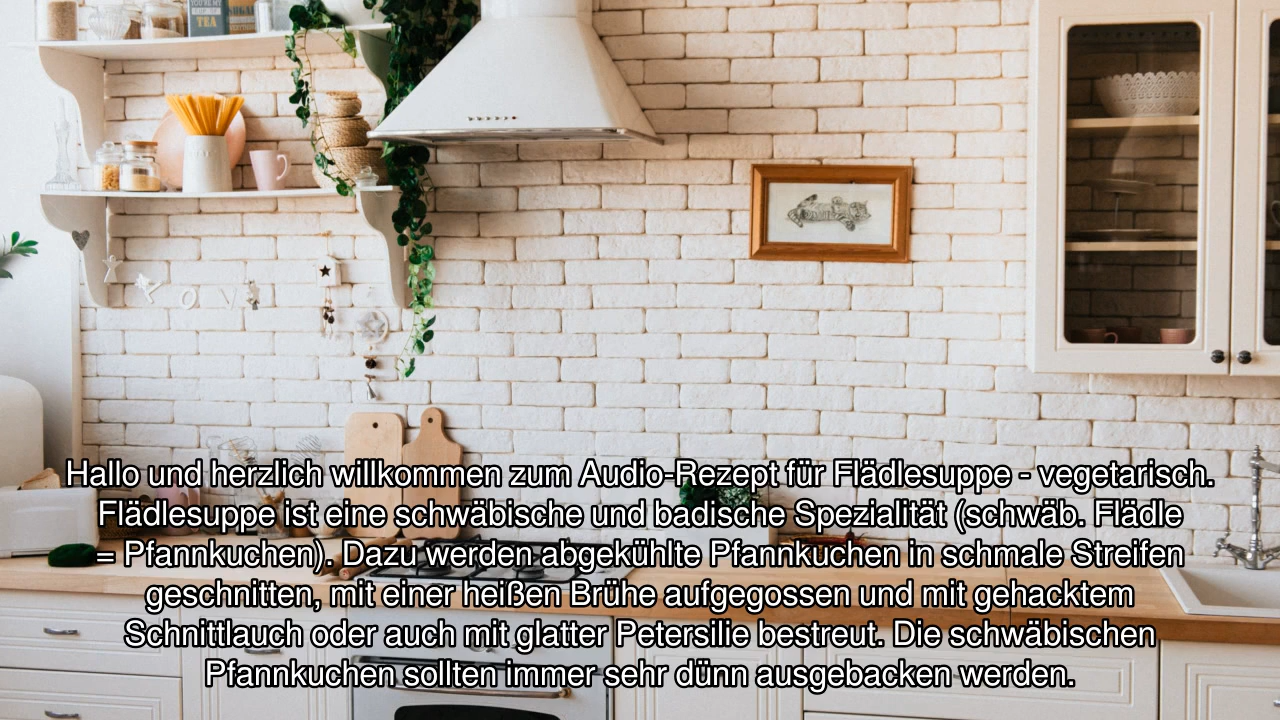 TEA
Hallo und herzlich willkommen zum Audio-Rezept für Flädlesuppe - vegetarisch.
Flädlesuppe ist eine schwäbische und badische Spezialität (schwäb. Flädle
= Pfannkuchen). Dazu werden abgekühlte Pfannkuchen in schmale Streifen
geschnitten, mit einer heißen Brühe aufgegossen und mit gehacktem
Schnittlauch oder auch mit glatter Petersilie bestreut. Die schwäbischen
Pfannkuchen sollten immer sehr dünn ausgebacken werden.